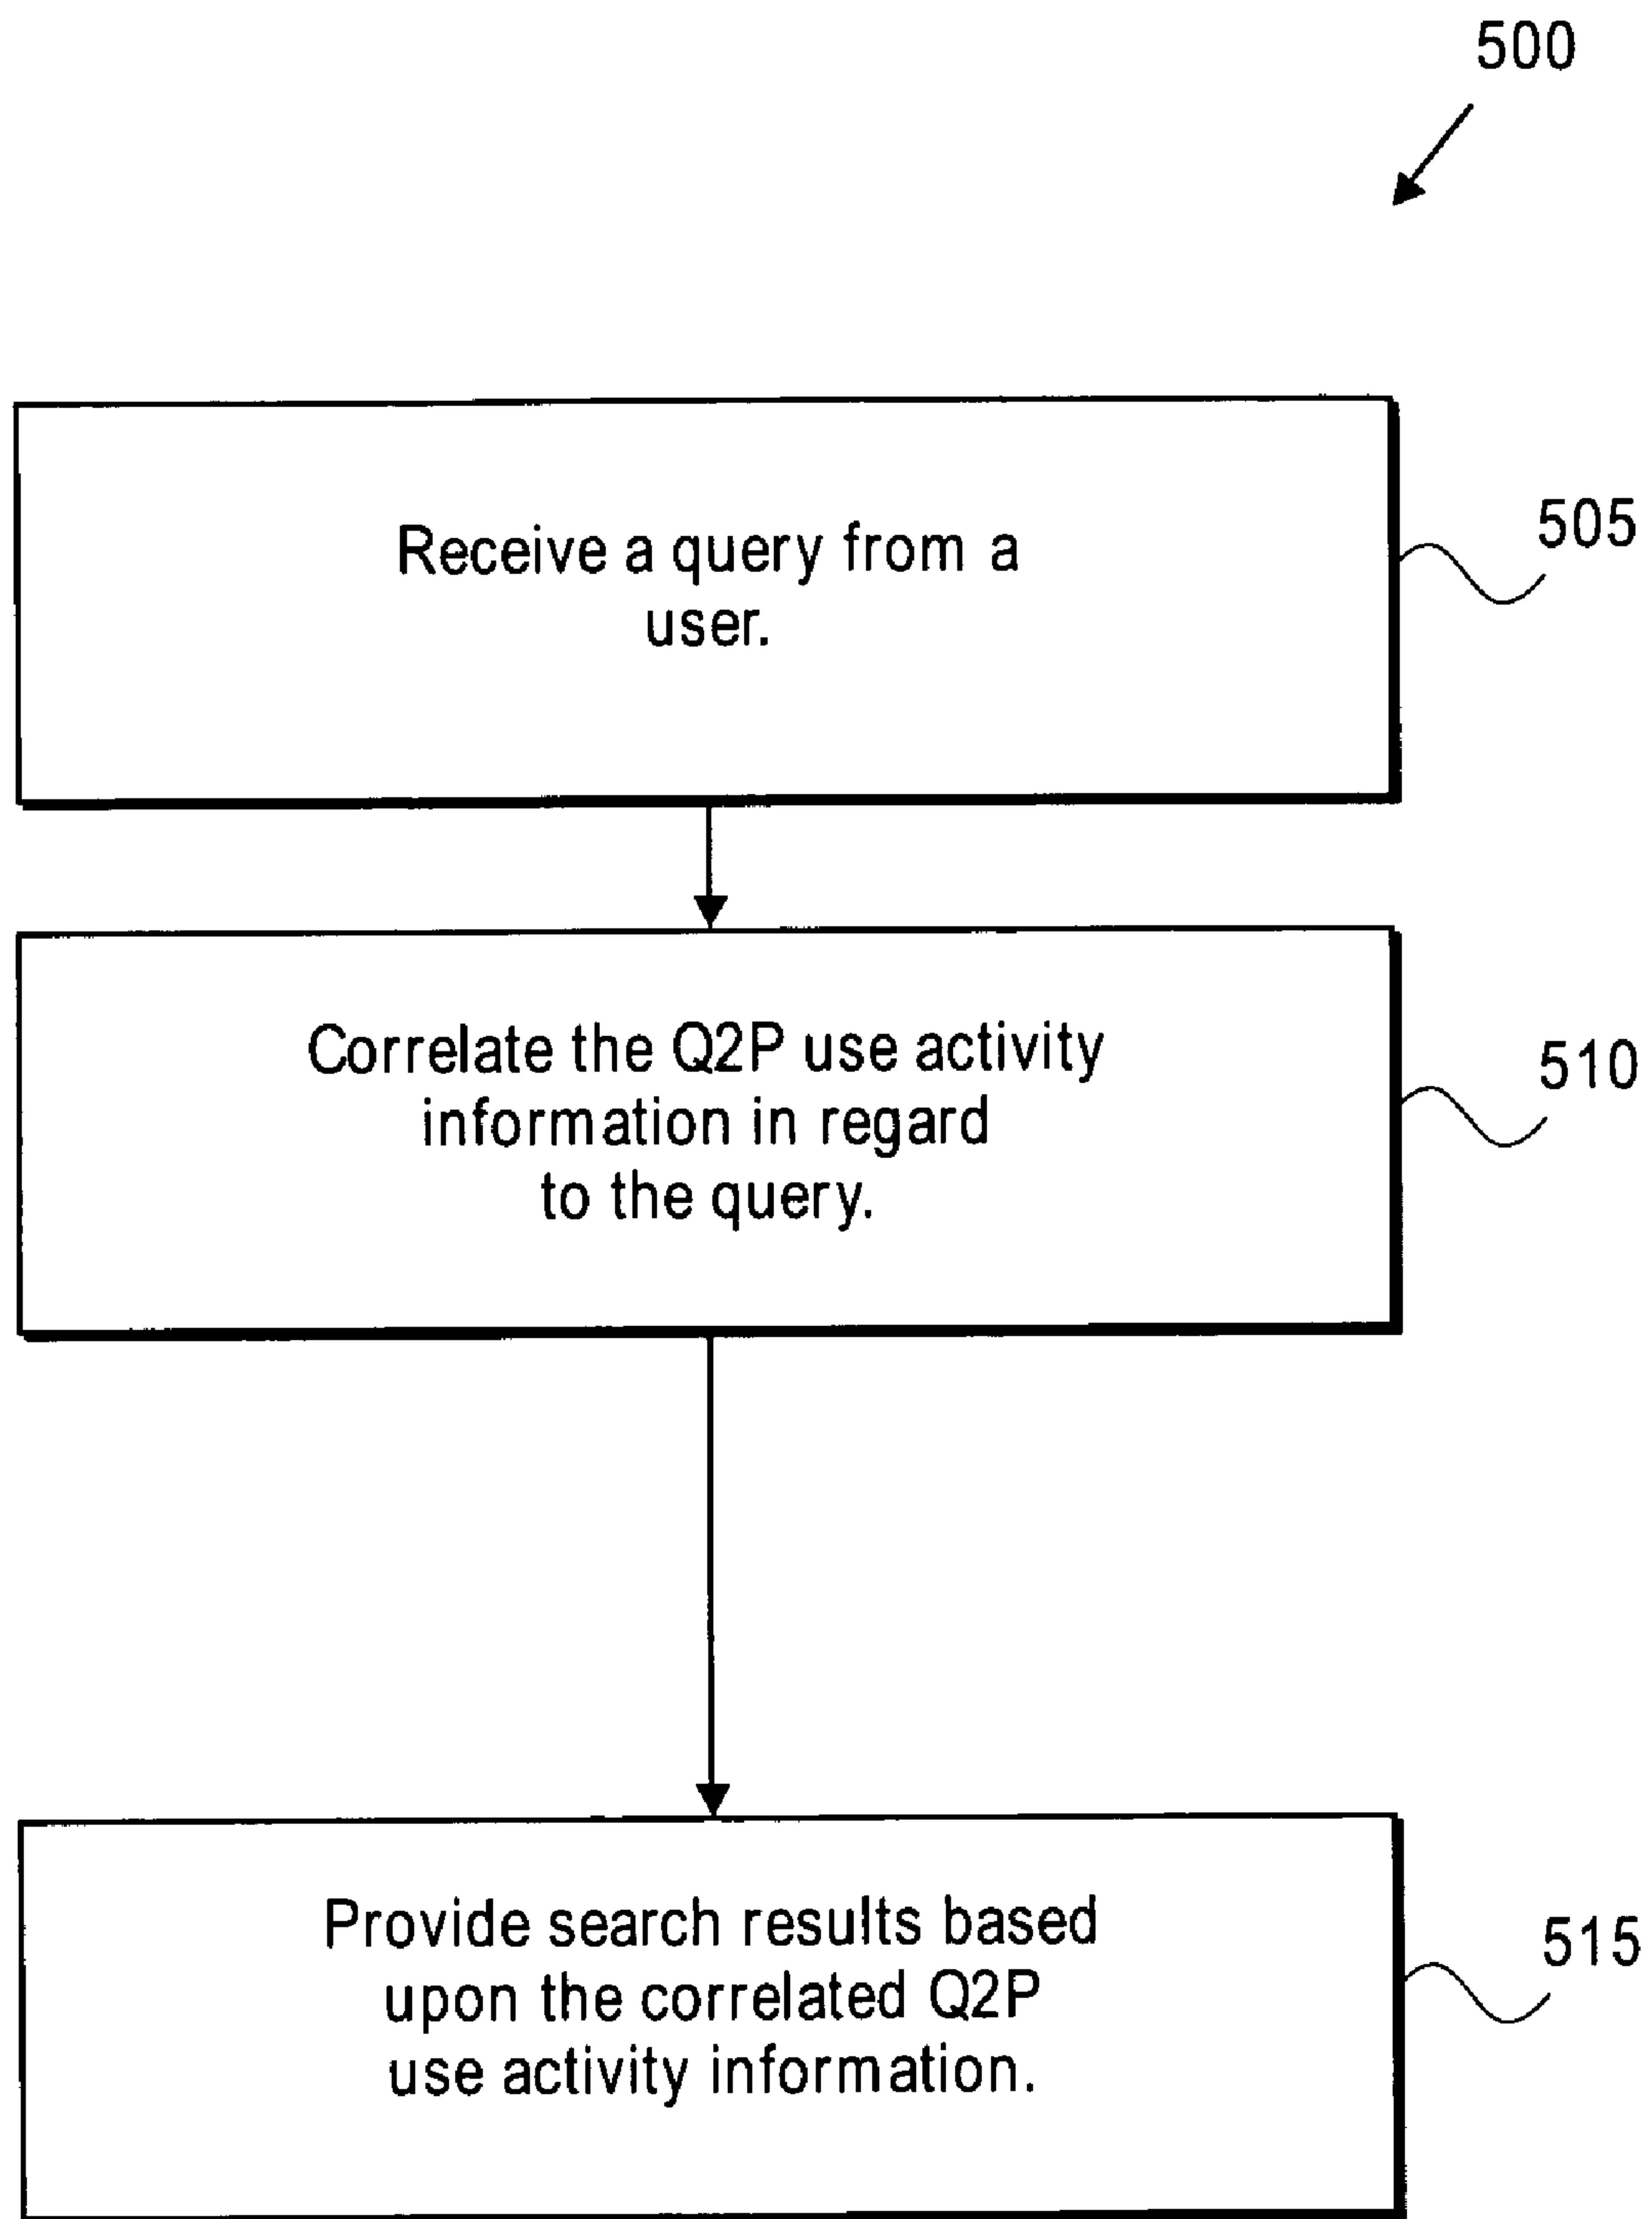 500
Receive a query from a
user.
505
Correlate the Q2P use activity
information in regard
to the query.
510
Provide search results based
upon the correlated Q2P
use activity information.
515